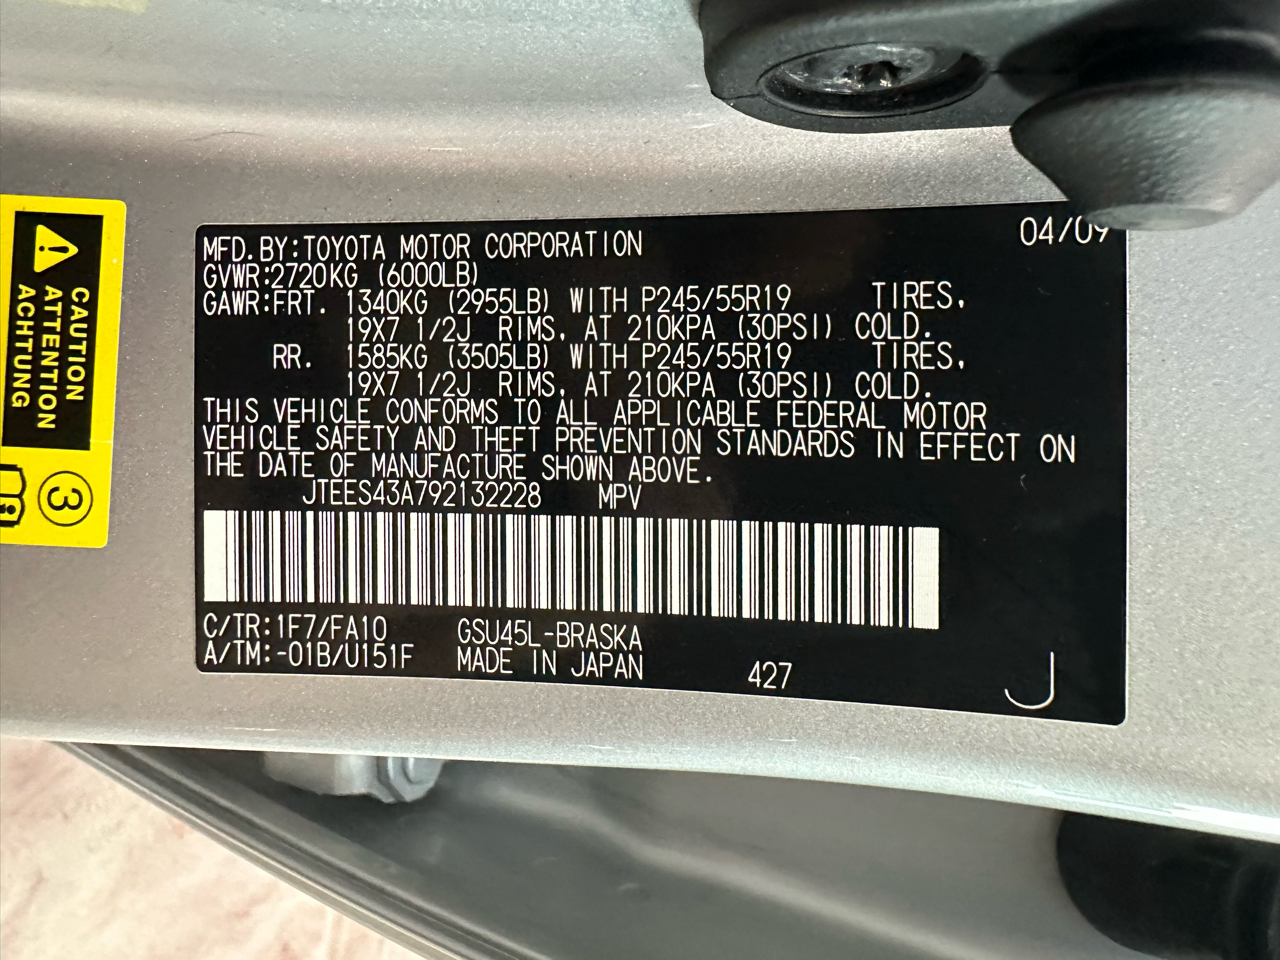 04/09
MFD. BY: TOYOTA MOTOR CORPORATION
GVWR: 2720KG (6000LB)
GAWR: FRT. 1340KG (2955LB) WITH P245/55R19 TIRES,
19X7 1/2J RIMS, AT 210KPA (30PSI) COLD.
RR. 1585KG (3505LB) WITH P245/55R19 TIRES,
19X7 1/2J RIMS, AT 210KPA (30PSI) COLD.
THIS VEHICLE CONFORMS TO ALL APPLICABLE FEDERAL MOTOR
VEHICLE SAFETY AND THEFT PREVENTION STANDARDS IN EFFECT ON
THE DATE OF MANUFACTURE SHOWN ABOVE.
JTEES43A792132228 MPV
C/TR: 1F7/FA10 GSU45L-BRASKA
A/TM: -01B/U151F MADE IN JAPAN
427
J
CAUTION
ATTENTION
ACHTUNG
3